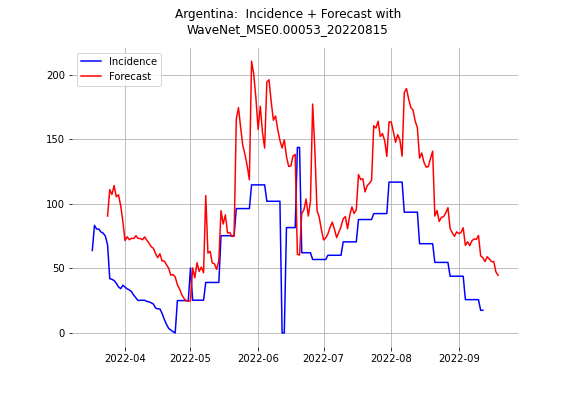 Argentina:  Incidence + Forecast with
WaveNet_MSE0.00053_20220815
Incidence
Forecast
200
150
100
50
0
2022-04 2022-05 2022-06 2022-07 2022-08 2022-09